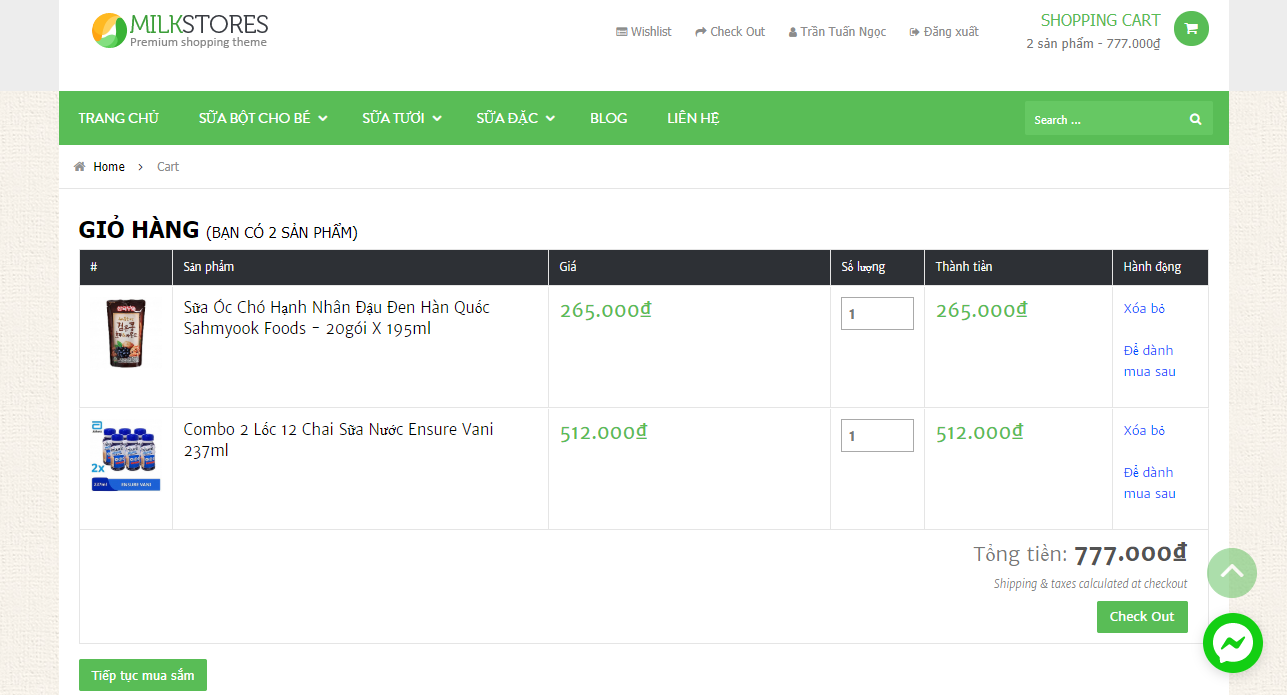 MILKSTORES
Premium shopping theme
Wishlist
Check Out
Trần Tuấn Ngọc
Đăng xuất
SHOPPING CART
2 sản phẩm - 777.000₫
TRANG CHỦ
SỮA BỘT CHO BÉ
SỮA TƯƠI
SỮA ĐẶC
BLOG
LIÊN HỆ
Search ...
Home
Cart
GIỎ HÀNG (BẠN CÓ 2 SẢN PHẨM)
#
Sản phẩm
Giá
Số lượng
Thành tiền
Hành động
Sữa Óc Chó Hạnh Nhân Đậu Đen Hàn Quốc
Sahmyook Foods - 20gói X 195ml
265.000₫
1
265.000₫
Xóa bỏ
Để dành
mua sau
2x
237ml
ENSURE VANI
Combo 2 Lốc 12 Chai Sữa Nước Ensure Vani
237ml
512.000₫
1
512.000₫
Xóa bỏ
Để dành
mua sau
Tổng tiền: 777.000₫
Shipping & taxes calculated at checkout
Check Out
Tiếp tục mua sắm